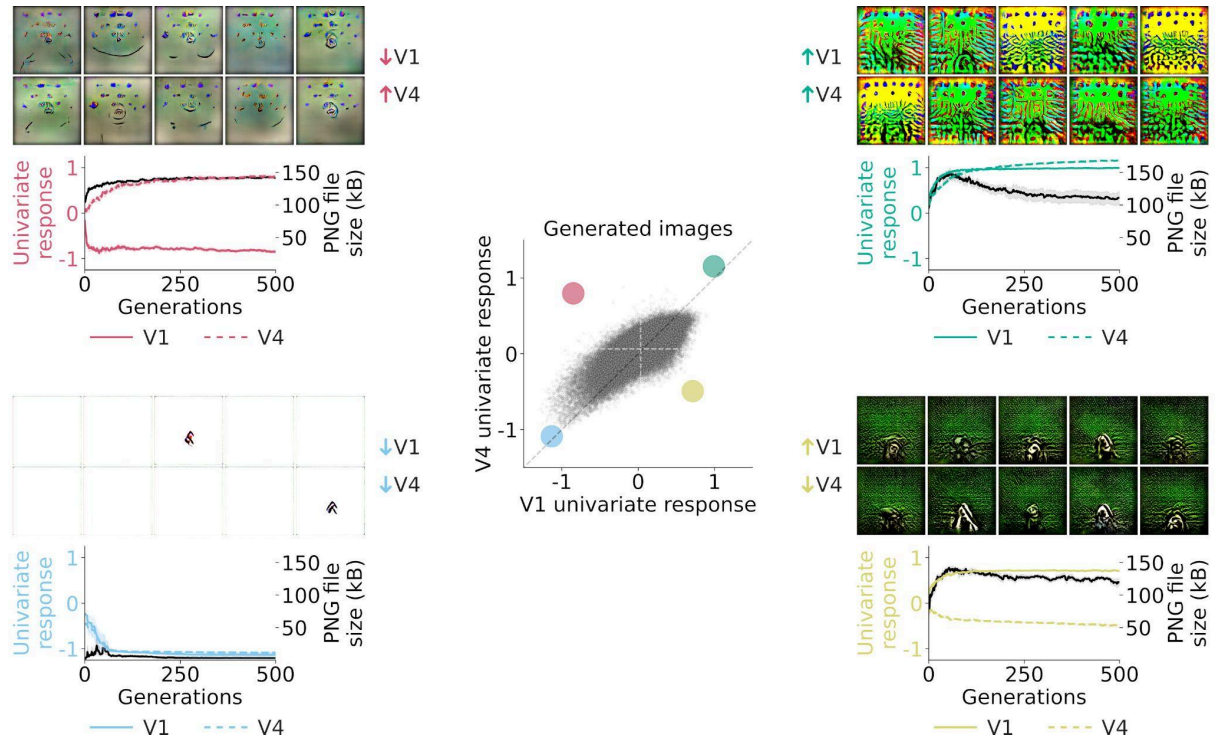 ↓V1
↑V4
Univariate
response
1
0
-1
150
100
50
PNG file
size (kB)
0
250
500
Generations
V1
V4
↑V1
↑V4
Univariate
response
1
0
-1
150
100
50
PNG file
size (kB)
0
250
500
Generations
V1
V4
Generated images
V4 univariate response
1
0
-1
-1
0
1
V1 univariate response
↓V1
↓V4
Univariate
response
1
0
-1
150
100
50
PNG file
size (kB)
0
250
500
Generations
V1
V4
↑V1
↓V4
Univariate
response
1
0
-1
150
100
50
PNG file
size (kB)
0
250
500
Generations
V1
V4